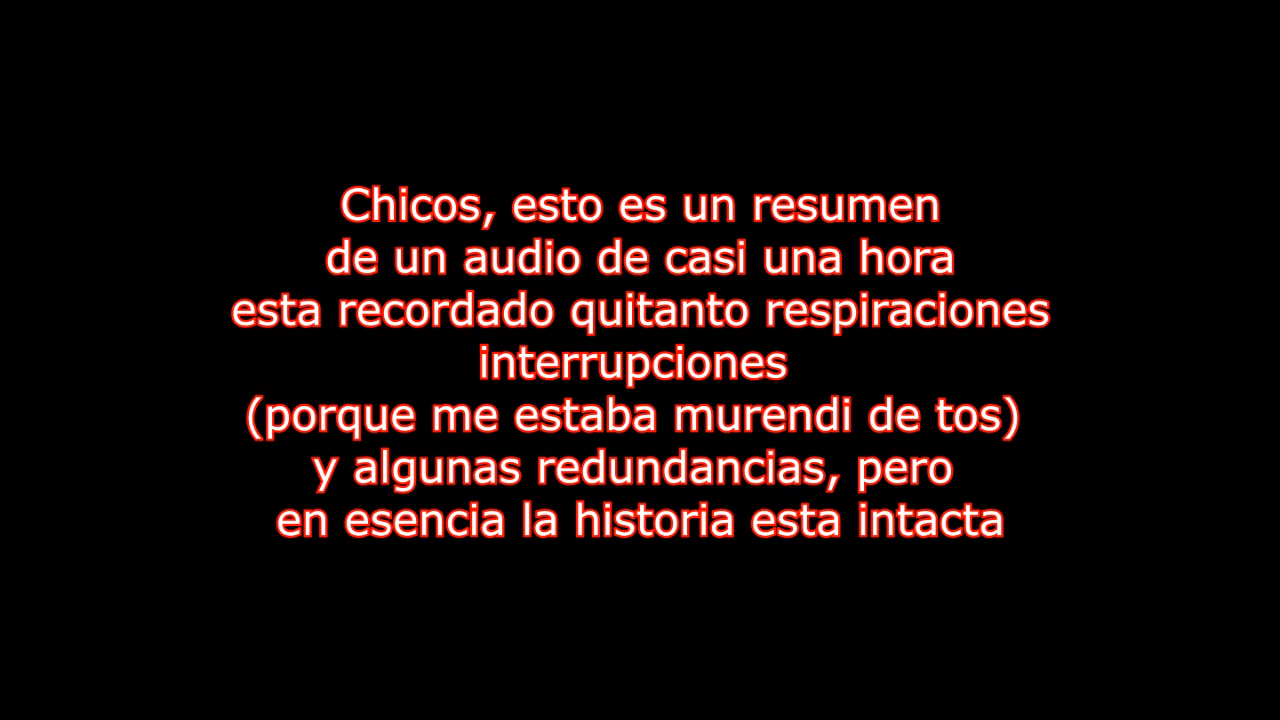 Chicos, esto es un resumen
de un audio de casi una hora
esta recordado quitanto respiraciones
interrupciones
(porque me estaba murendi de tos)
y algunas redundancias, pero
en esencia la historia esta intacta